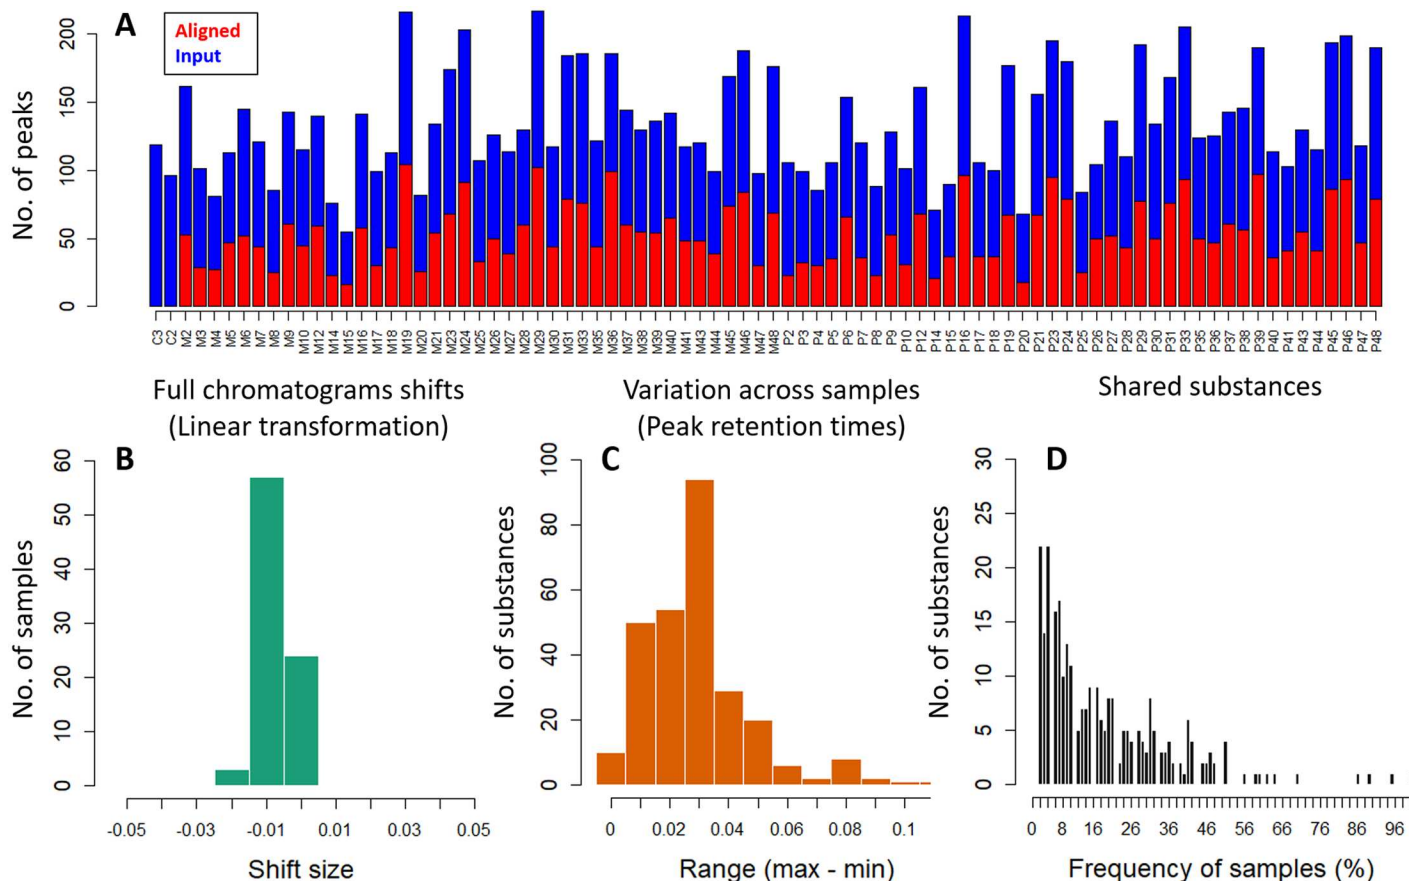 A
Aligned
Input
No. of peaks
0 50 100 150 200
C3 C2 M2 M3 M4 M5 M6 M7 M8 M9 M10 M12 M14 M15 M16 M17 M18 M19 M20 M21 M23 M24 M25 M26 M27 M28 M29 M30 M31 M33 M35 M36 M37 M38 M39 M40 M41 M43 M44 M45 M46 M47 M48 P2 P3 P4 P5 P6 P7 P8 P9 P10 P12 P14 P15 P16 P17 P18 P19 P20 P21 P23 P24 P25 P26 P27 P28 P29 P30 P31 P33 P35 P36 P37 P38 P39 P40 P41 P43 P44 P45 P46 P47 P48
Full chromatograms shifts
(Linear transformation)
B
No. of samples
0 10 20 30 40 50 60
-0.05 -0.03 -0.01 0.01 0.03 0.05
Shift size
Variation across samples
(Peak retention times)
C
No. of substances
0 20 40 60 80 100
0 0.02 0.04 0.06 0.08 0.1
Range (max - min)
Shared substances
D
No. of substances
0 5 10 15 20 25 30
0 8 16 26 36 46 56 66 76 86 96
Frequency of samples (%)